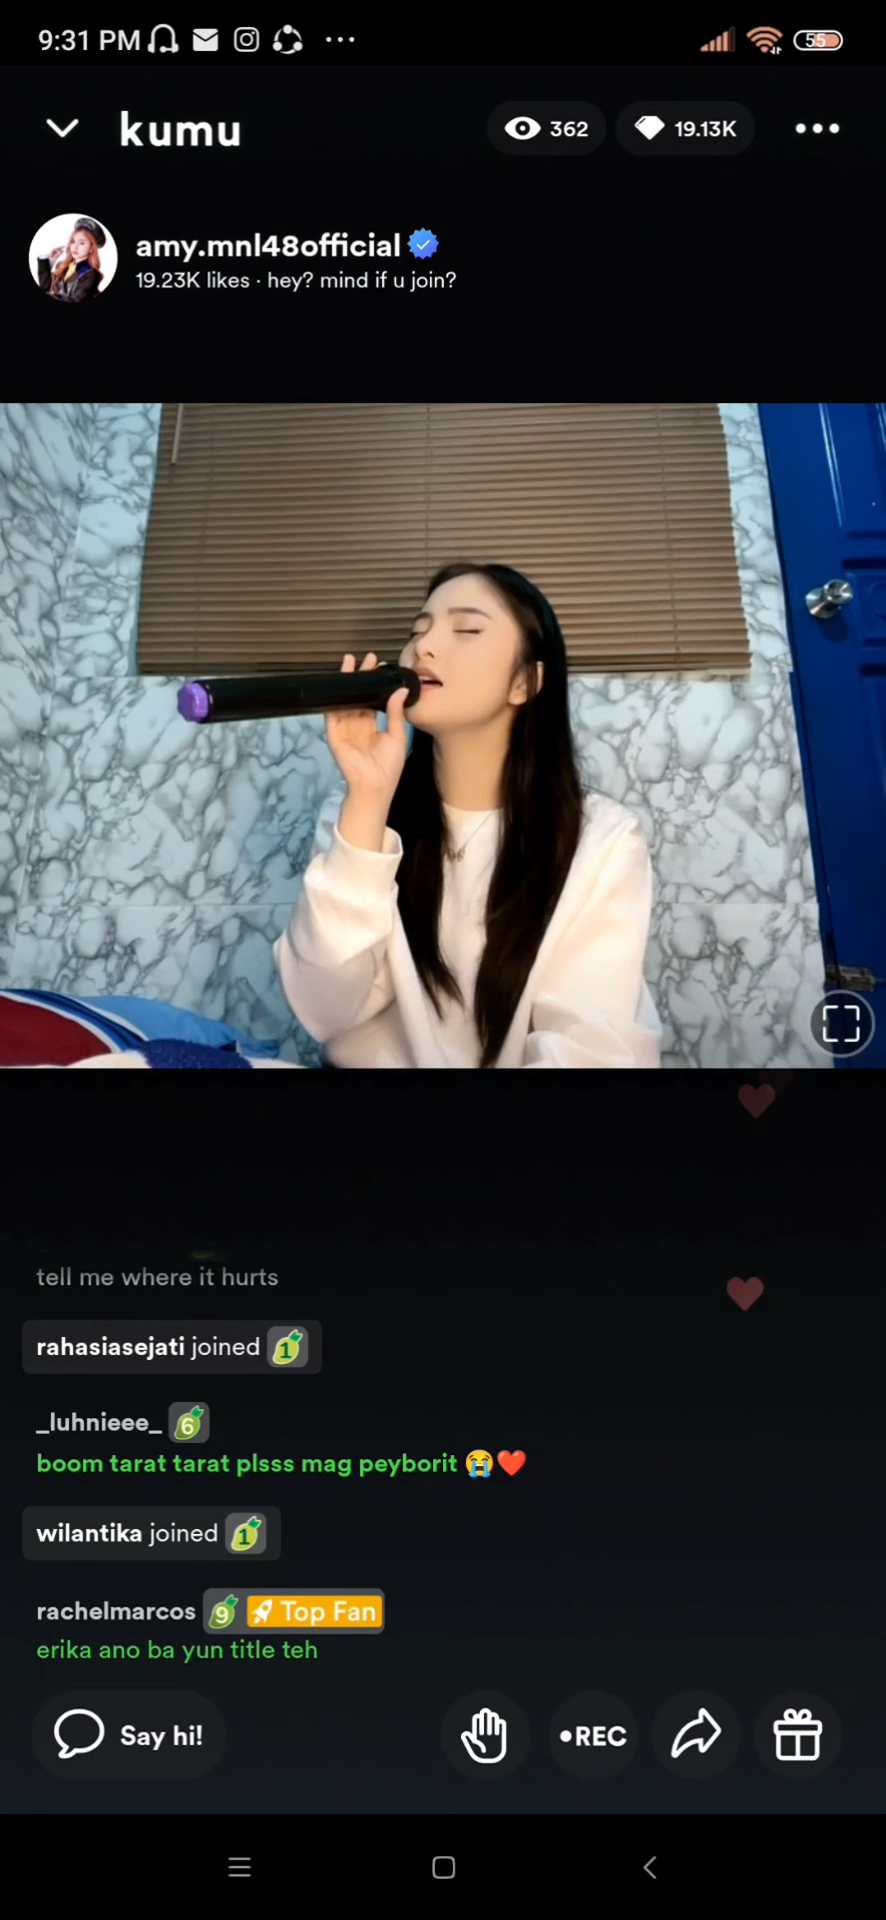 9:31 PM
55
kumu
362
19.13K
amy.mnl48official
19.23K likes · hey? mind if u join?
tell me where it hurts
rahasiasejati joined 1
_luhnieee_ 6
boom tarat tarat plsss mag peyborit 😭❤️
wilantika joined 1
rachelmarcos 9 Top Fan
erika ano ba yun title teh
Say hi!
•REC